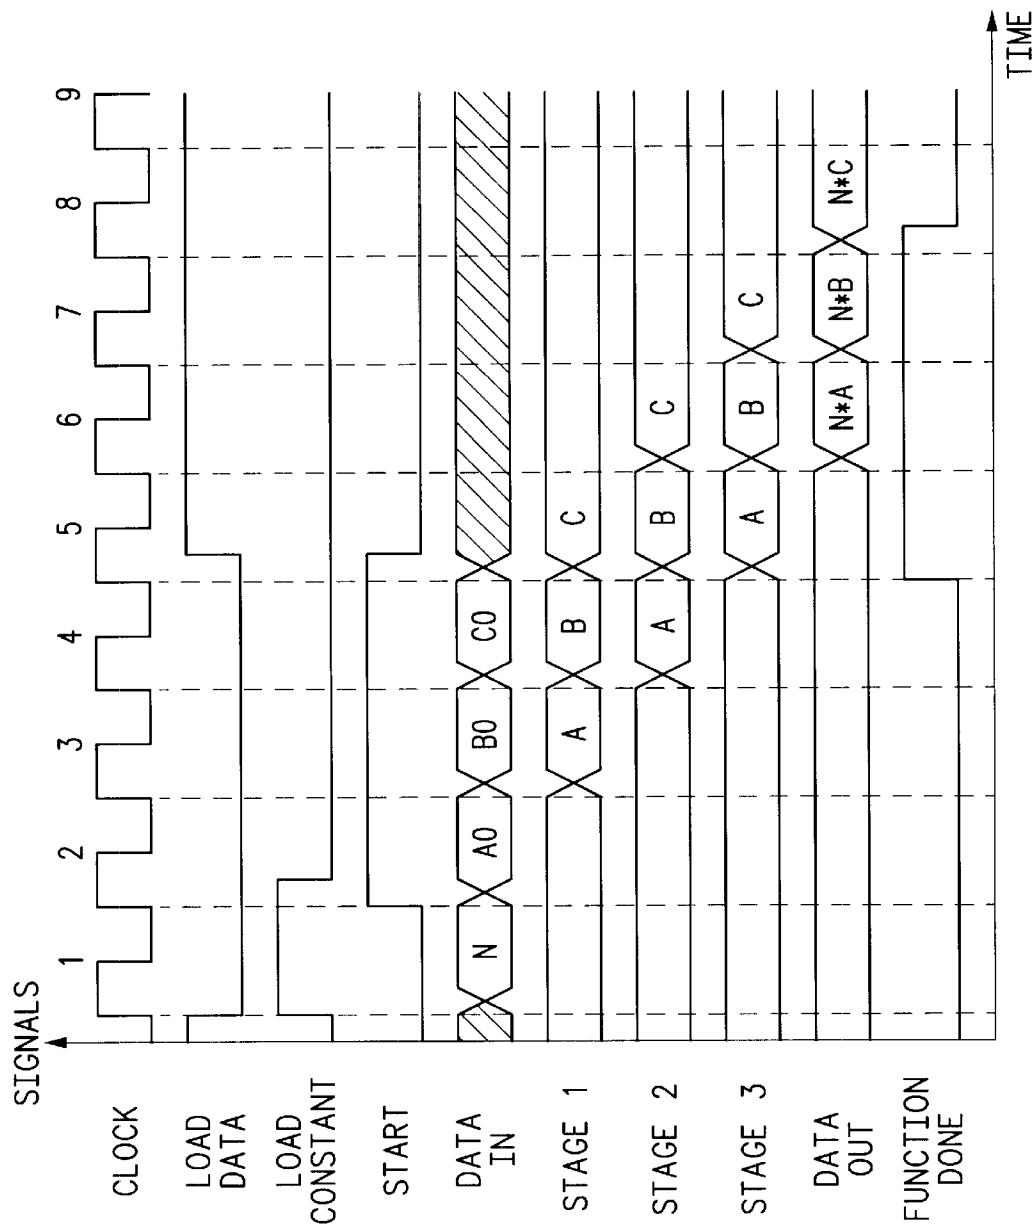 SIGNALS
1 2 3 4 5 6 7 8 9
CLOCK
LOAD
DATA
LOAD
CONSTANT
START
DATA
IN
N A0 B0 C0
STAGE 1
A B C
STAGE 2
A B C
STAGE 3
A B C
DATA
OUT
N*A N*B N*C
FUNCTION
DONE
TIME